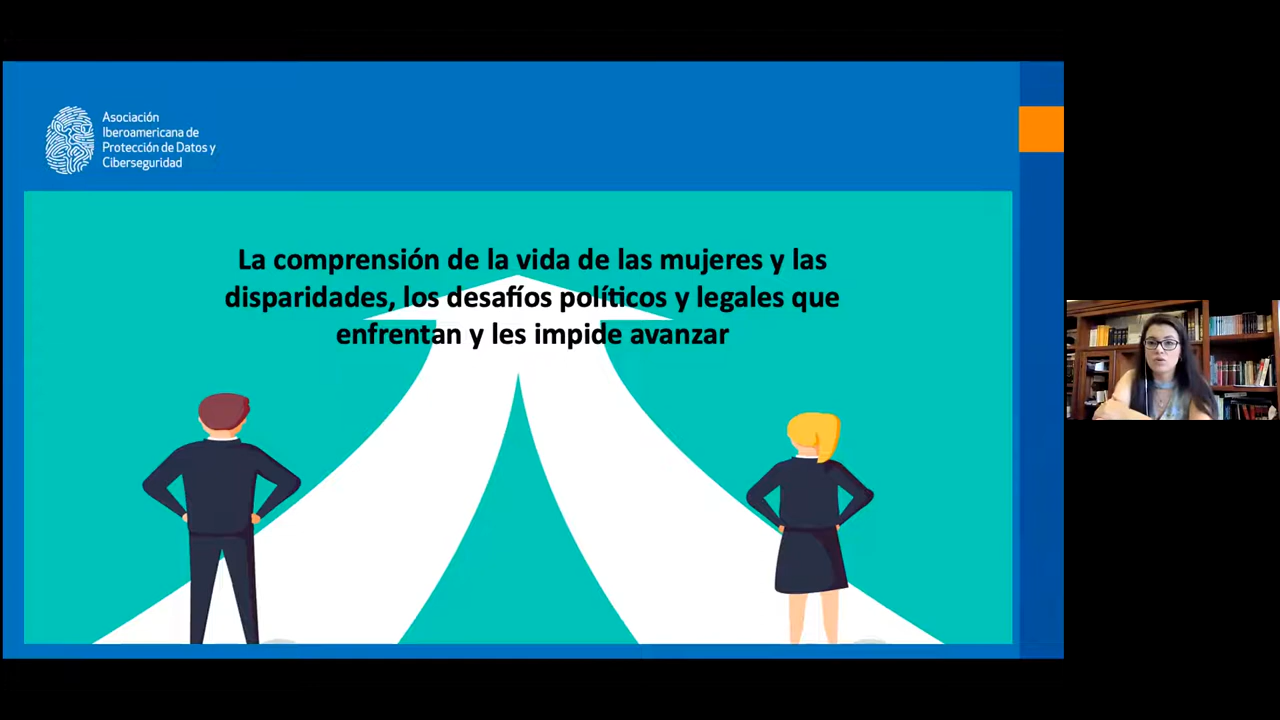 Asociación
Iberoamericana de
Protección de Datos y
Ciberseguridad
La comprensión de la vida de las mujeres y las
disparidades, los desafíos políticos y legales que
enfrentan y les impide avanzar